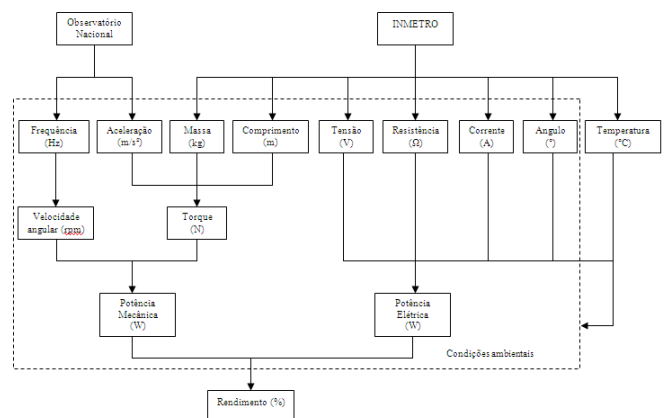 Observatório
Nacional
INMETRO
Frequência
(Hz)
Aceleração
(m/s²)
Massa
(kg)
Comprimento
(m)
Tensão
(V)
Resistência
(Ω)
Corrente
(A)
Angulo
(°)
Temperatura
(°C)
Velocidade
angular (rpm)
Torque
(N)
Potência
Mecânica
(W)
Potência
Elétrica
(W)
Condições ambientais
Rendimento (%)